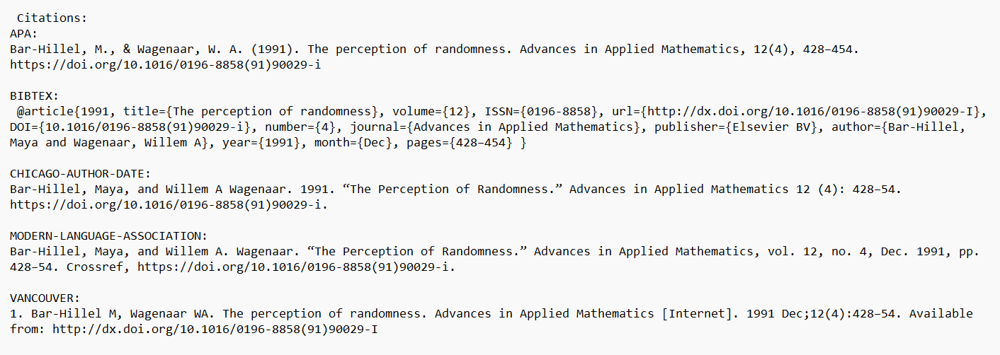 Citations:
APA:
Bar-Hillel, M., & Wagenaar, W. A. (1991). The perception of randomness. Advances in Applied Mathematics, 12(4), 428–454.
https://doi.org/10.1016/0196-8858(91)90029-i
BIBTEX:
@article{1991, title={The perception of randomness}, volume={12}, ISSN={0196-8858}, url={http://dx.doi.org/10.1016/0196-8858(91)90029-I},
DOI={10.1016/0196-8858(91)90029-i}, number={4}, journal={Advances in Applied Mathematics}, publisher={Elsevier BV}, author={Bar-Hillel,
Maya and Wagenaar, Willem A}, year={1991}, month={Dec}, pages={428–454} }
CHICAGO-AUTHOR-DATE:
Bar-Hillel, Maya, and Willem A Wagenaar. 1991. “The Perception of Randomness.” Advances in Applied Mathematics 12 (4): 428–54.
https://doi.org/10.1016/0196-8858(91)90029-i.
MODERN-LANGUAGE-ASSOCIATION:
Bar-Hillel, Maya, and Willem A. Wagenaar. “The Perception of Randomness.” Advances in Applied Mathematics, vol. 12, no. 4, Dec. 1991, pp.
428–54. Crossref, https://doi.org/10.1016/0196-8858(91)90029-i.
VANCOUVER:
1. Bar-Hillel M, Wagenaar WA. The perception of randomness. Advances in Applied Mathematics [Internet]. 1991 Dec;12(4):428–54. Available
from: http://dx.doi.org/10.1016/0196-8858(91)90029-I